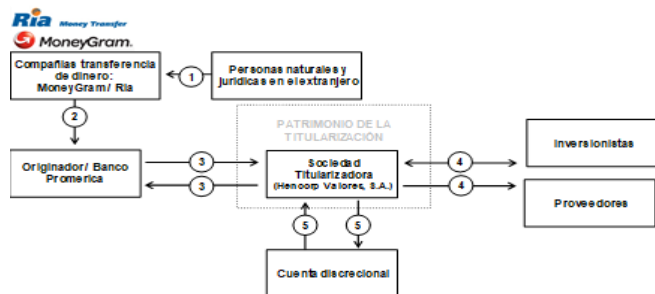 Ria Money Transfer
MoneyGram.
Compañías transferencia
de dinero:
MoneyGram/ Ria
1
Personas naturales y
jurídicas en el extranjero
2
PATRIMONIO DE LA
TITULARIZACIÓN
Originador/ Banco
Promerica
3
3
Sociedad
Titularizadora
(Hencorp Valores, S.A.)
4
4
Inversionistas
Proveedores
5
5
Cuenta discrecional